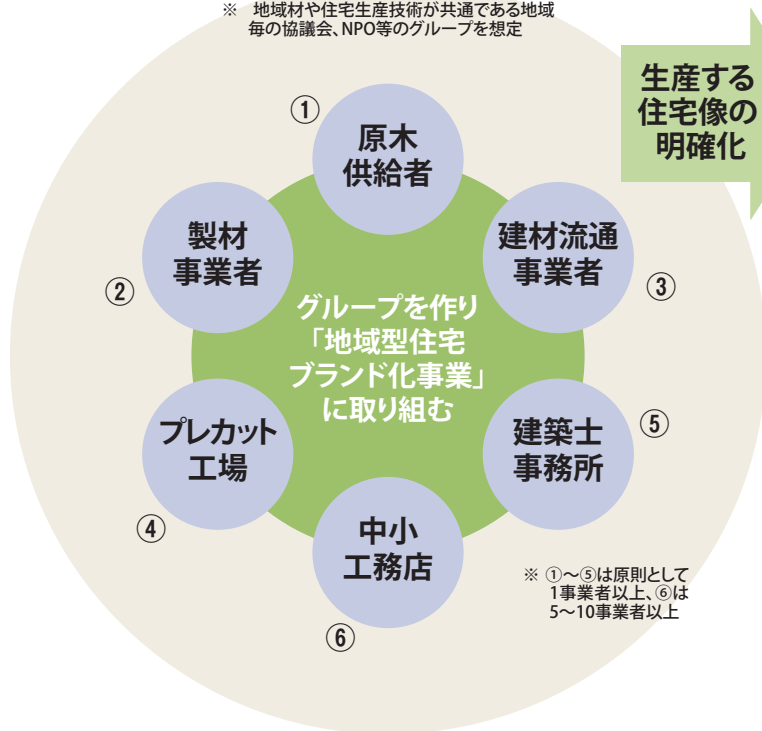 ※ 地域材や住宅生産技術が共通である地域
毎の協議会、NPO等のグループを想定
生産する
住宅像の
明確化
①
原木
供給者
②
製材
事業者
建材流通
事業者
③
グループを作り
「地域型住宅
ブランド化事業」
に取り組む
④
プレカット
工場
建築士
事務所
⑤
中小
工務店
⑥
※ ①〜⑤は原則として
1事業者以上、⑥は
5〜10事業者以上